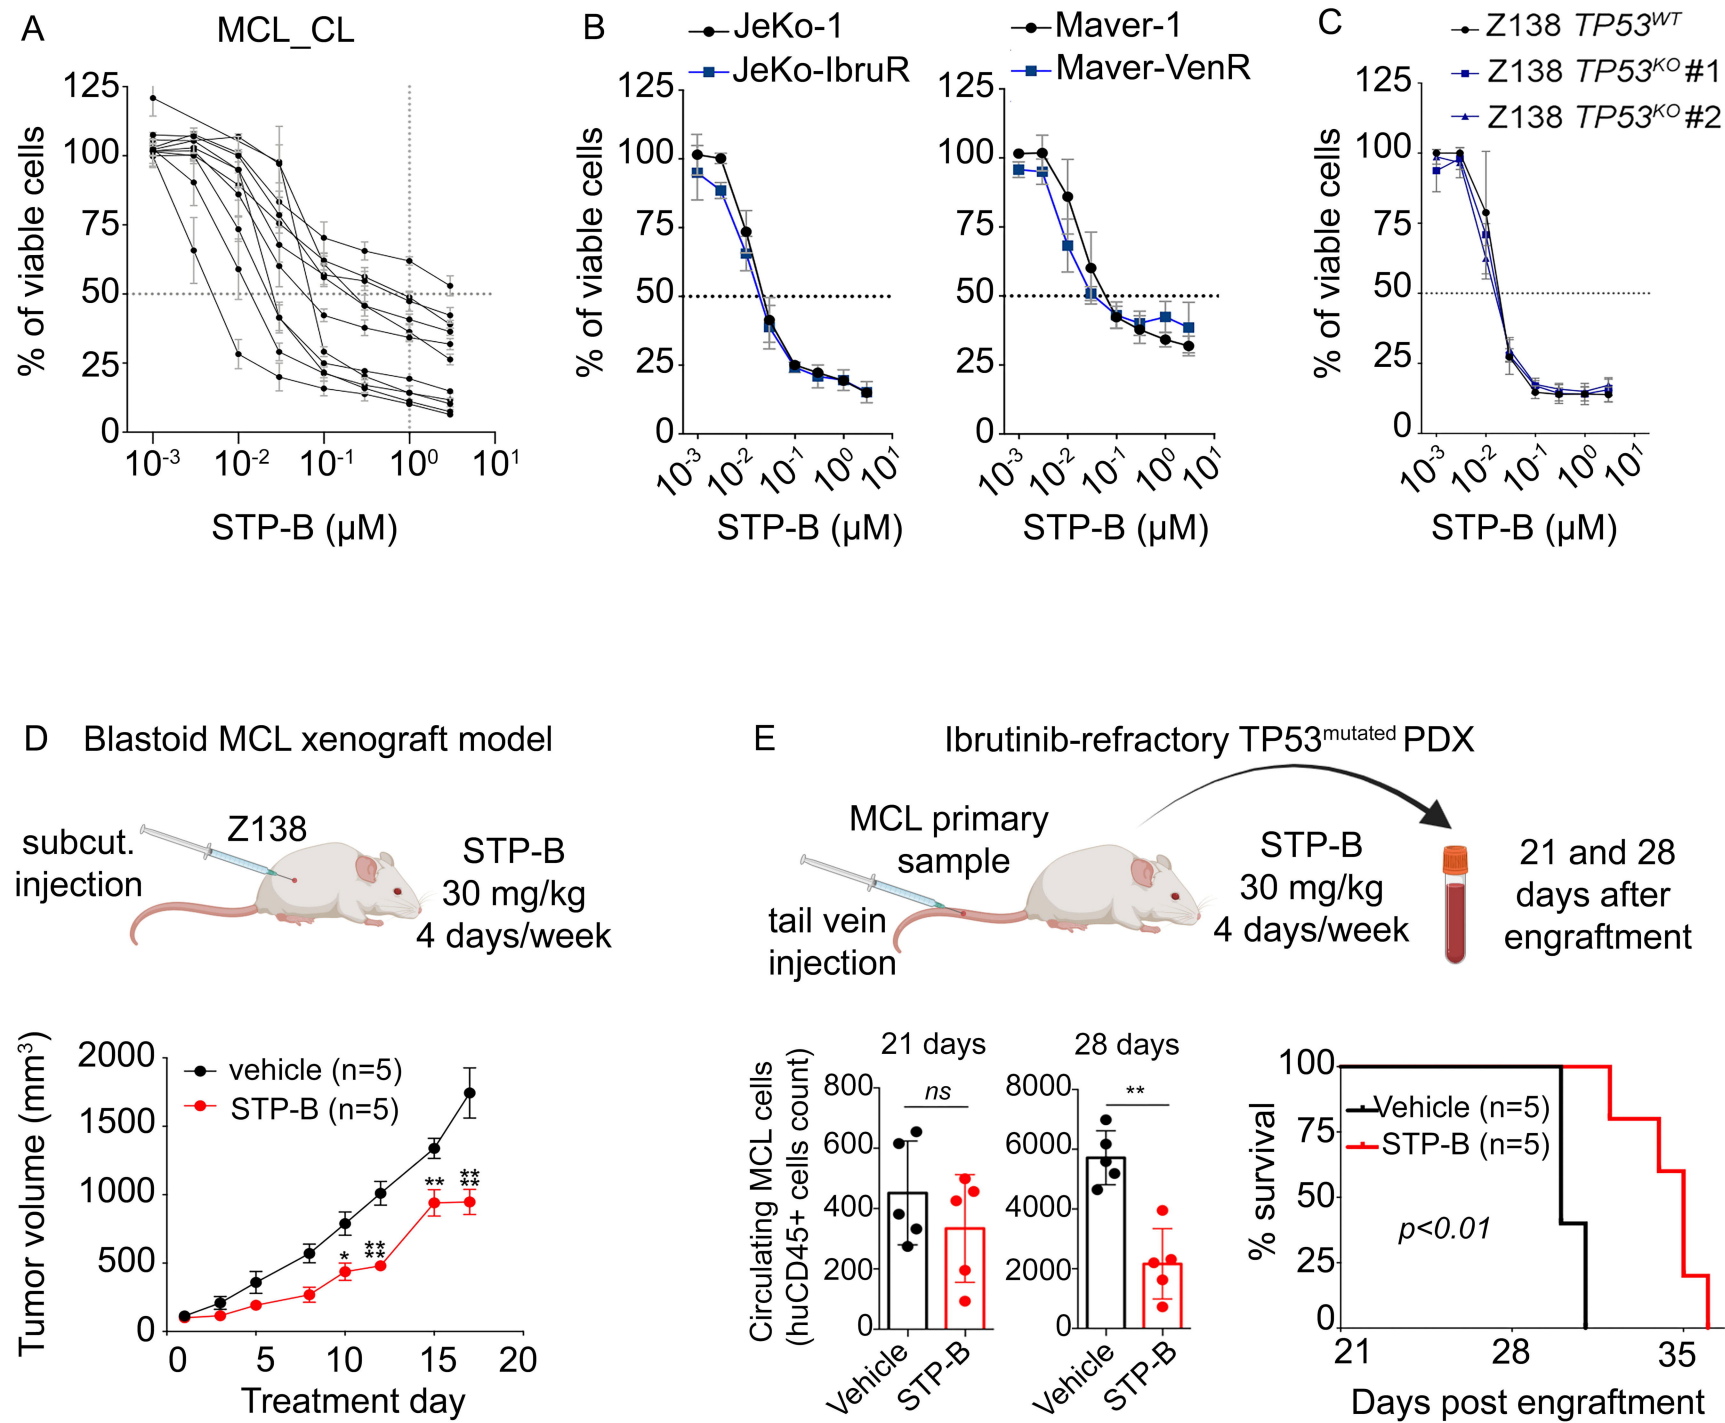 A
MCL_CL
% of viable cells
125
100
75
50
25
0
10-3
10-2
10-1
100
101
STP-B (µM)
B
JeKo-1
JeKo-IbruR
% of viable cells
125
100
75
50
25
0
10-3
10-2
10-1
100
101
STP-B (µM)
Maver-1
Maver-VenR
125
100
75
50
25
0
10-3
10-2
10-1
100
101
STP-B (µM)
C
Z138 TP53WT
Z138 TP53KO #1
Z138 TP53KO #2
% of viable cells
125
100
75
50
25
0
10-3
10-2
10-1
100
101
STP-B (µM)
D
Blastoid MCL xenograft model
subcut.
injection
Z138
STP-B
30 mg/kg
4 days/week
Tumor volume (mm3)
2000
1500
1000
500
0
vehicle (n=5)
STP-B (n=5)
*
**
**
**
**
**
0
5
10
15
20
Treatment day
E
Ibrutinib-refractory TP53mutated PDX
MCL primary
sample
tail vein
injection
STP-B
30 mg/kg
4 days/week
21 and 28
days after
engraftment
Circulating MCL cells
(huCD45+ cells count)
21 days
800
600
400
200
0
ns
Vehicle
STP-B
28 days
8000
6000
4000
2000
0
**
Vehicle
STP-B
% survival
100
75
50
25
0
Vehicle (n=5)
STP-B (n=5)
p<0.01
21
28
35
Days post engraftment